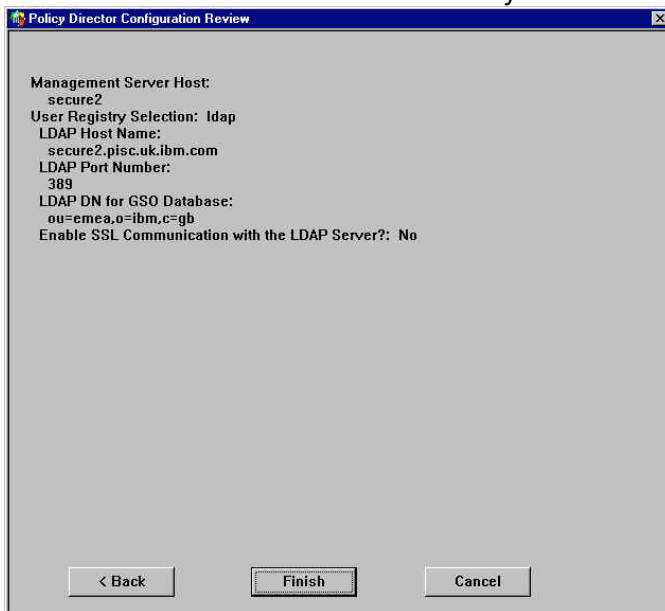 Policy Director Configuration Review
Management Server Host:
secure2
User Registry Selection: ldap
LDAP Host Name:
secure2.pisc.uk.ibm.com
LDAP Port Number:
389
LDAP DN for GSO Database:
ou=emea,o=ibm,c=gb
Enable SSL Communication with the LDAP Server?: No
< Back Finish Cancel